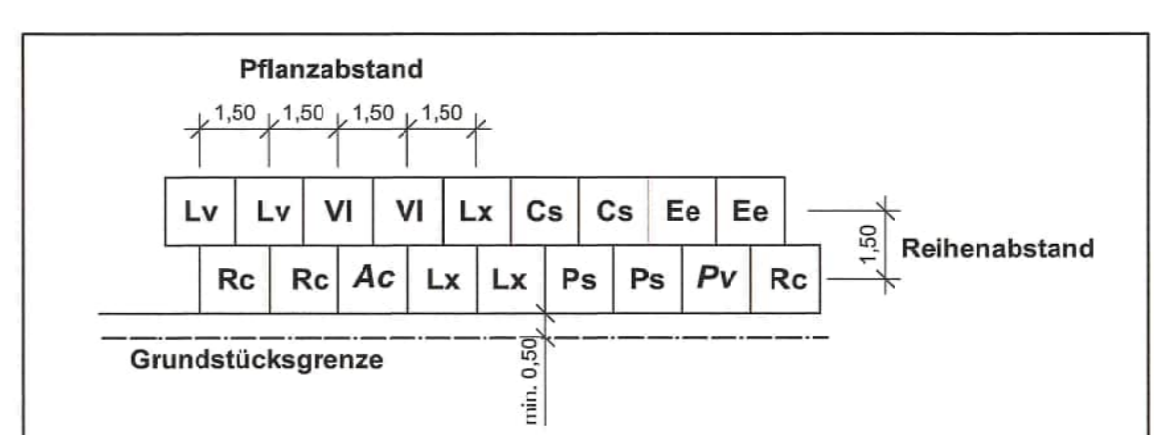 Pflanzabstand
1,50 1,50 1,50 1,50
Lv Lv Vl Vl Lx Cs Cs Ee Ee
1,50
Reihenabstand
Rc Rc Ac Lx Lx Ps Ps Pv Rc
Grundstücksgrenze
min. 0,50